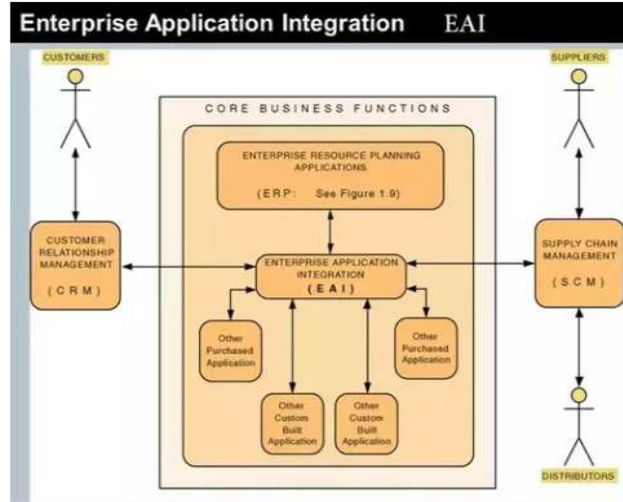 Enterprise Application Integration EAI
CUSTOMERS
SUPPLIERS
CORE BUSINESS FUNCTIONS
ENTERPRISE RESOURCE PLANNING
APPLICATIONS
(ERP: See Figure 1.9)
CUSTOMER
RELATIONSHIP
MANAGEMENT
(CRM)
ENTERPRISE APPLICATION
INTEGRATION
(EAI)
SUPPLY CHAIN
MANAGEMENT
(SCM)
Other
Purchased
Application
Other
Custom
Built
Application
Other
Custom
Built
Application
Other
Purchased
Application
DISTRIBUTORS